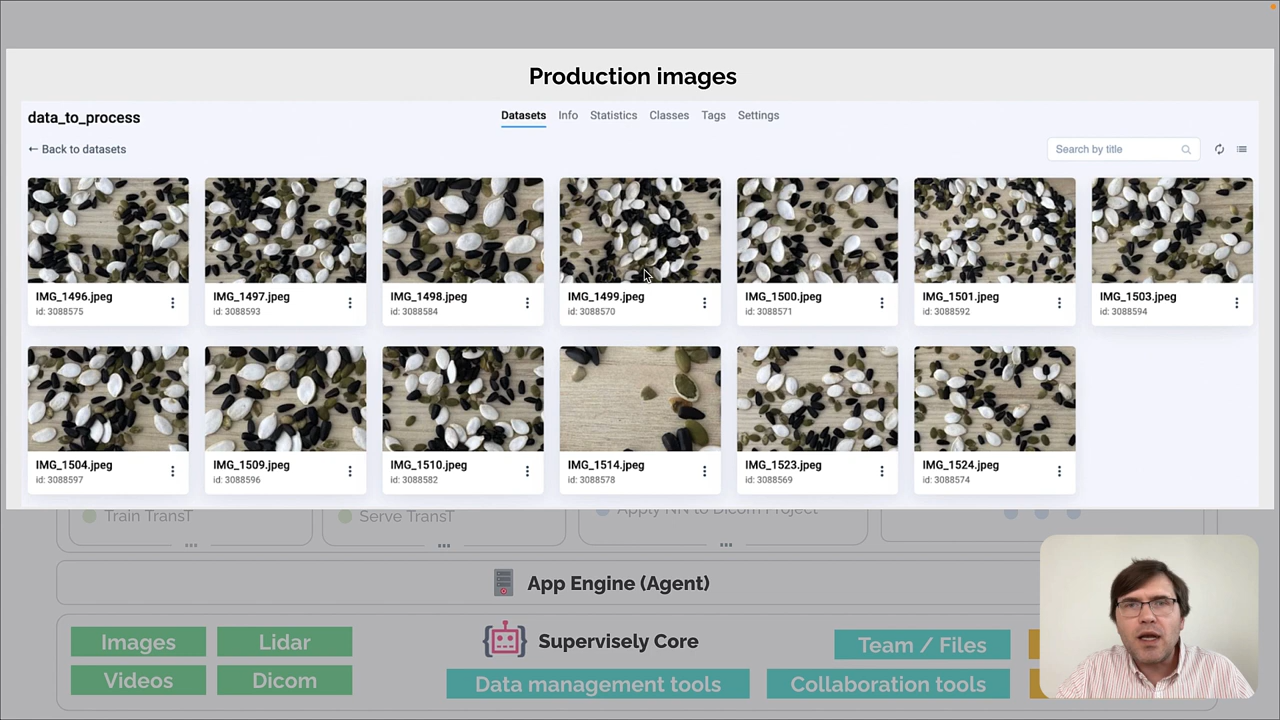 Production images
data_to_process
Datasets Info Statistics Classes Tags Settings
← Back to datasets
Search by title
IMG_1496.jpeg
id: 3088575
IMG_1497.jpeg
id: 3088593
IMG_1498.jpeg
id: 3088584
IMG_1499.jpeg
id: 3088570
IMG_1500.jpeg
id: 3088571
IMG_1501.jpeg
id: 3088592
IMG_1503.jpeg
id: 3088594
IMG_1504.jpeg
id: 3088597
IMG_1509.jpeg
id: 3088596
IMG_1510.jpeg
id: 3088582
IMG_1514.jpeg
id: 3088578
IMG_1523.jpeg
id: 3088569
IMG_1524.jpeg
id: 3088574
Train TransT
...
Serve TransT
...
Apply NN to Dicom Project
...
App Engine (Agent)
Images
Lidar
Videos
Dicom
Supervisely Core
Data management tools
Team / Files
Collaboration tools